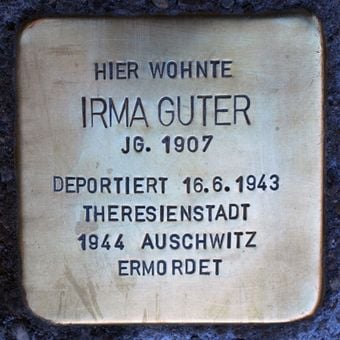 HIER WOHNTE
IRMA GUTER
JG. 1907
DEPORTIERT 16.6.1943
THERESIENSTADT
1944 AUSCHWITZ
ERMORDET